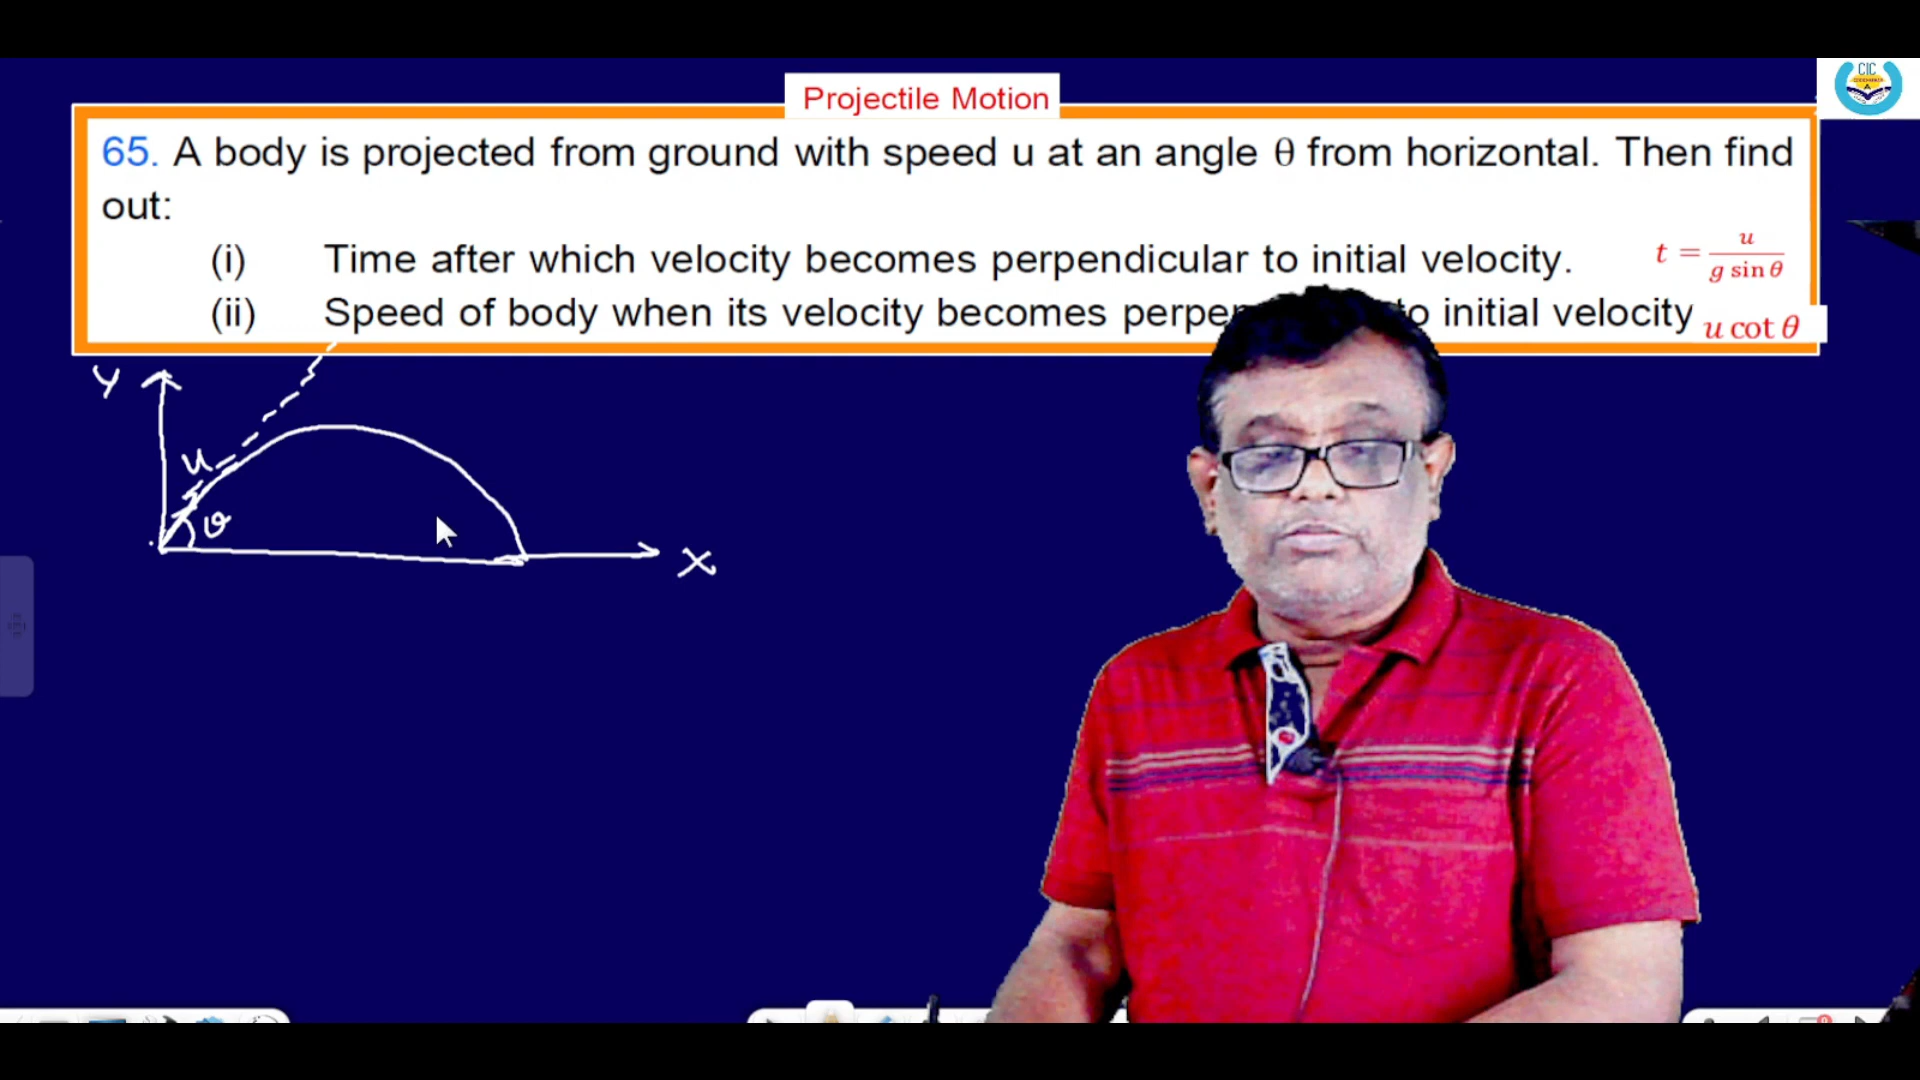 CIC
Projectile Motion
65. A body is projected from ground with speed u at an angle θ from horizontal. Then find
out:
(i) Time after which velocity becomes perpendicular to initial velocity. t = u / g sin θ
(ii) Speed of body when its velocity becomes to initial velocity u cot θ
Y
u
θ
X